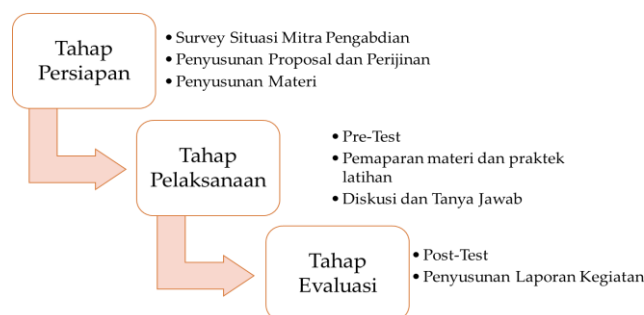 Tahap
Persiapan
• Survey Situasi Mitra Pengabdian
• Penyusunan Proposal dan Perijinan
• Penyusunan Materi
Tahap
Pelaksanaan
• Pre-Test
• Pemaparan materi dan praktek
latihan
• Diskusi dan Tanya Jawab
Tahap
Evaluasi
• Post-Test
• Penyusunan Laporan Kegiatan